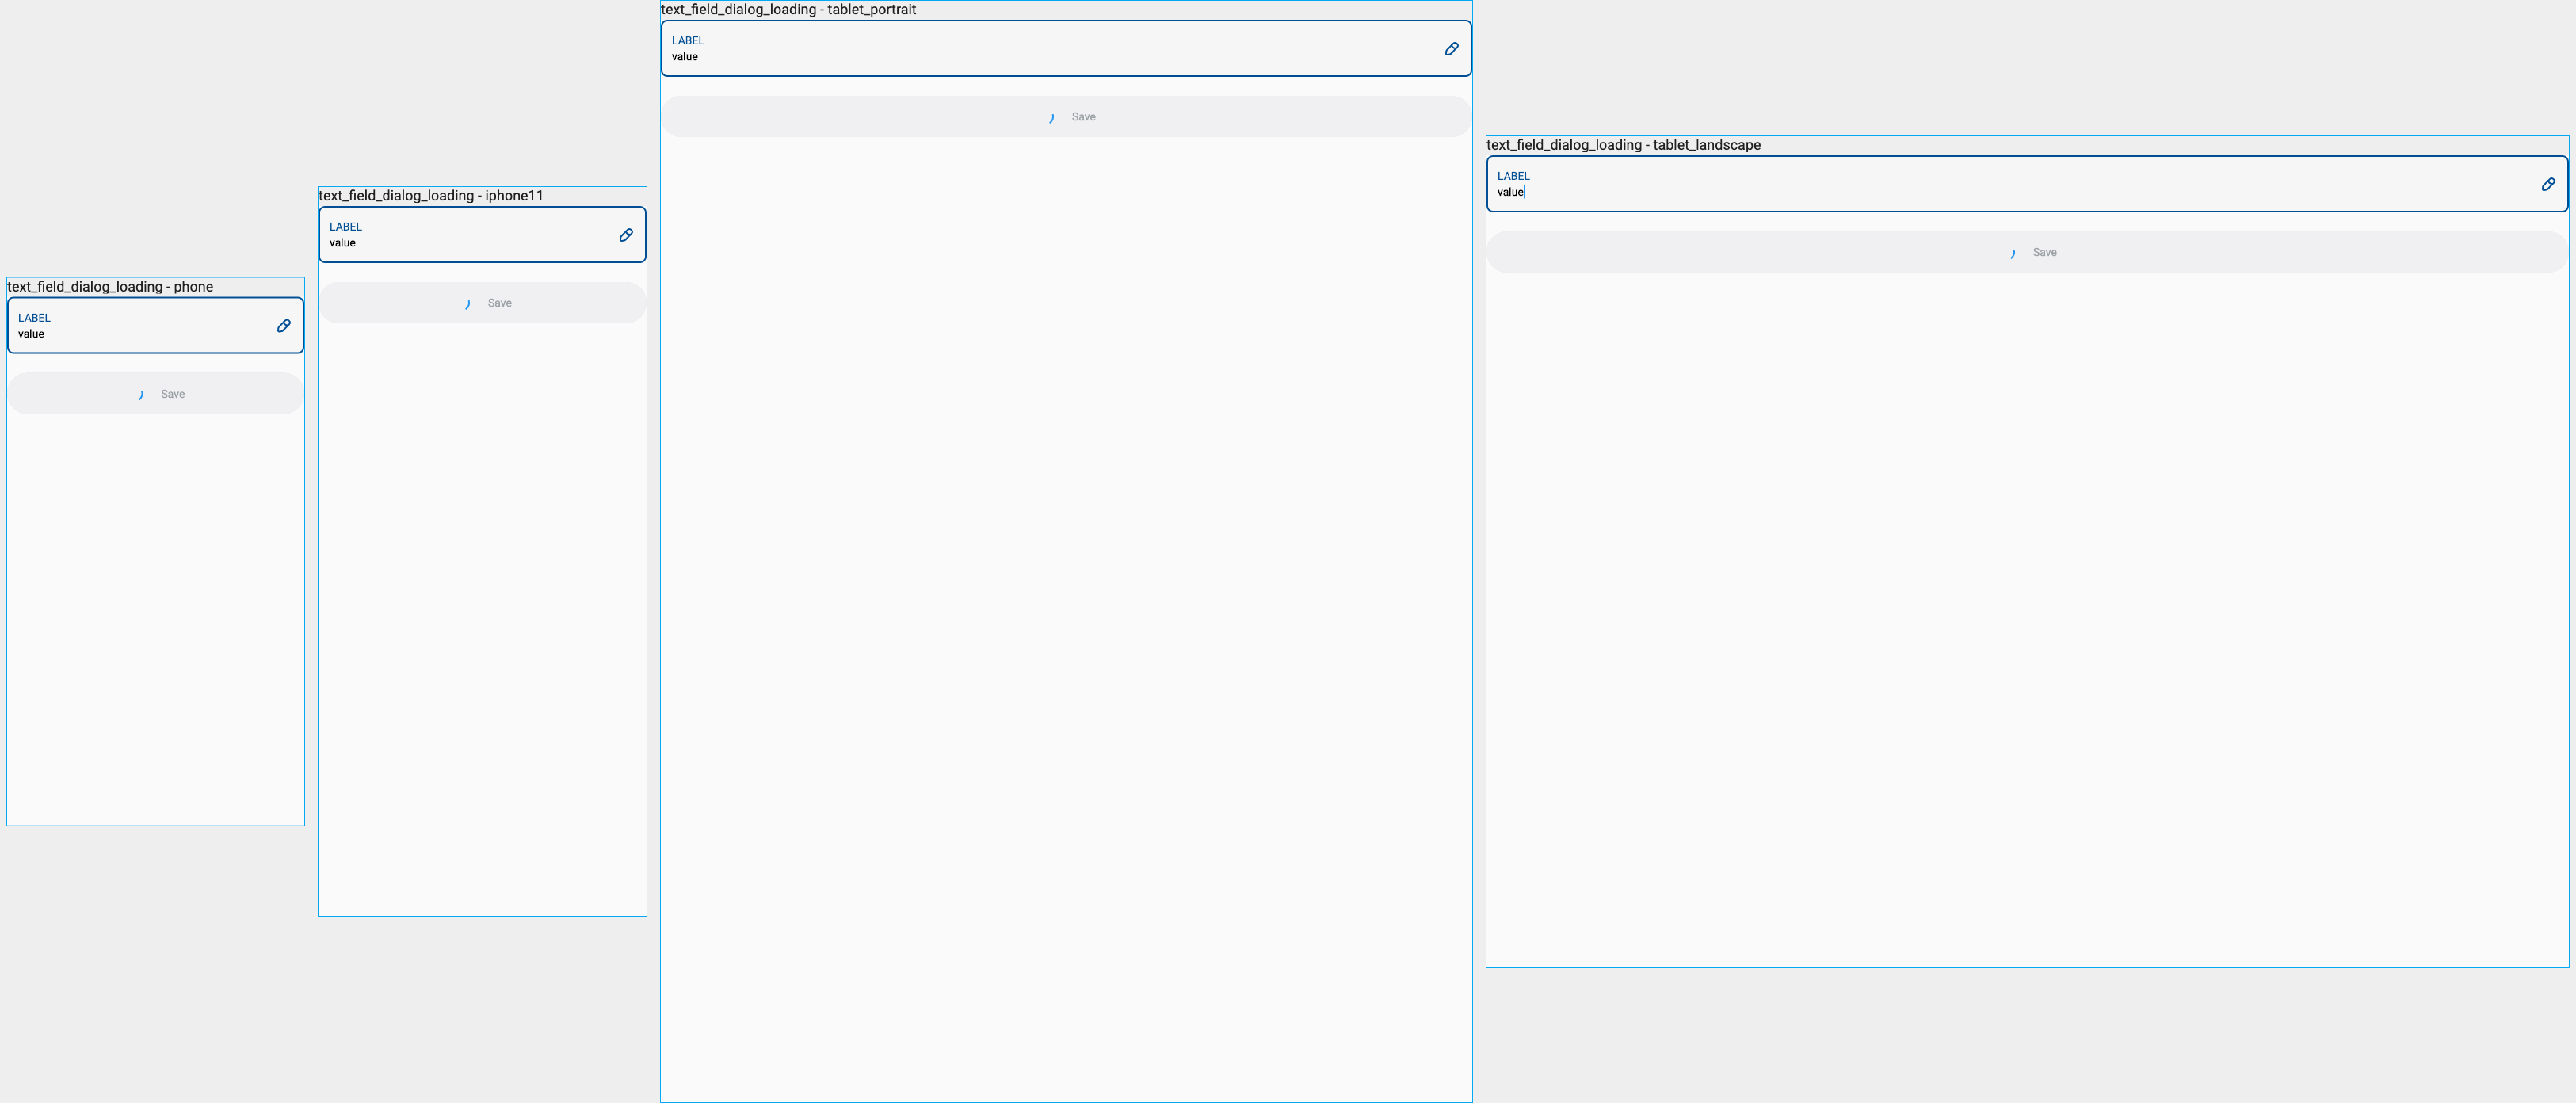 text_field_dialog_loading - phone
LABEL
value
Save
text_field_dialog_loading - iphone11
LABEL
value
Save
text_field_dialog_loading - tablet_portrait
LABEL
value
Save
text_field_dialog_loading - tablet_landscape
LABEL
value
Save